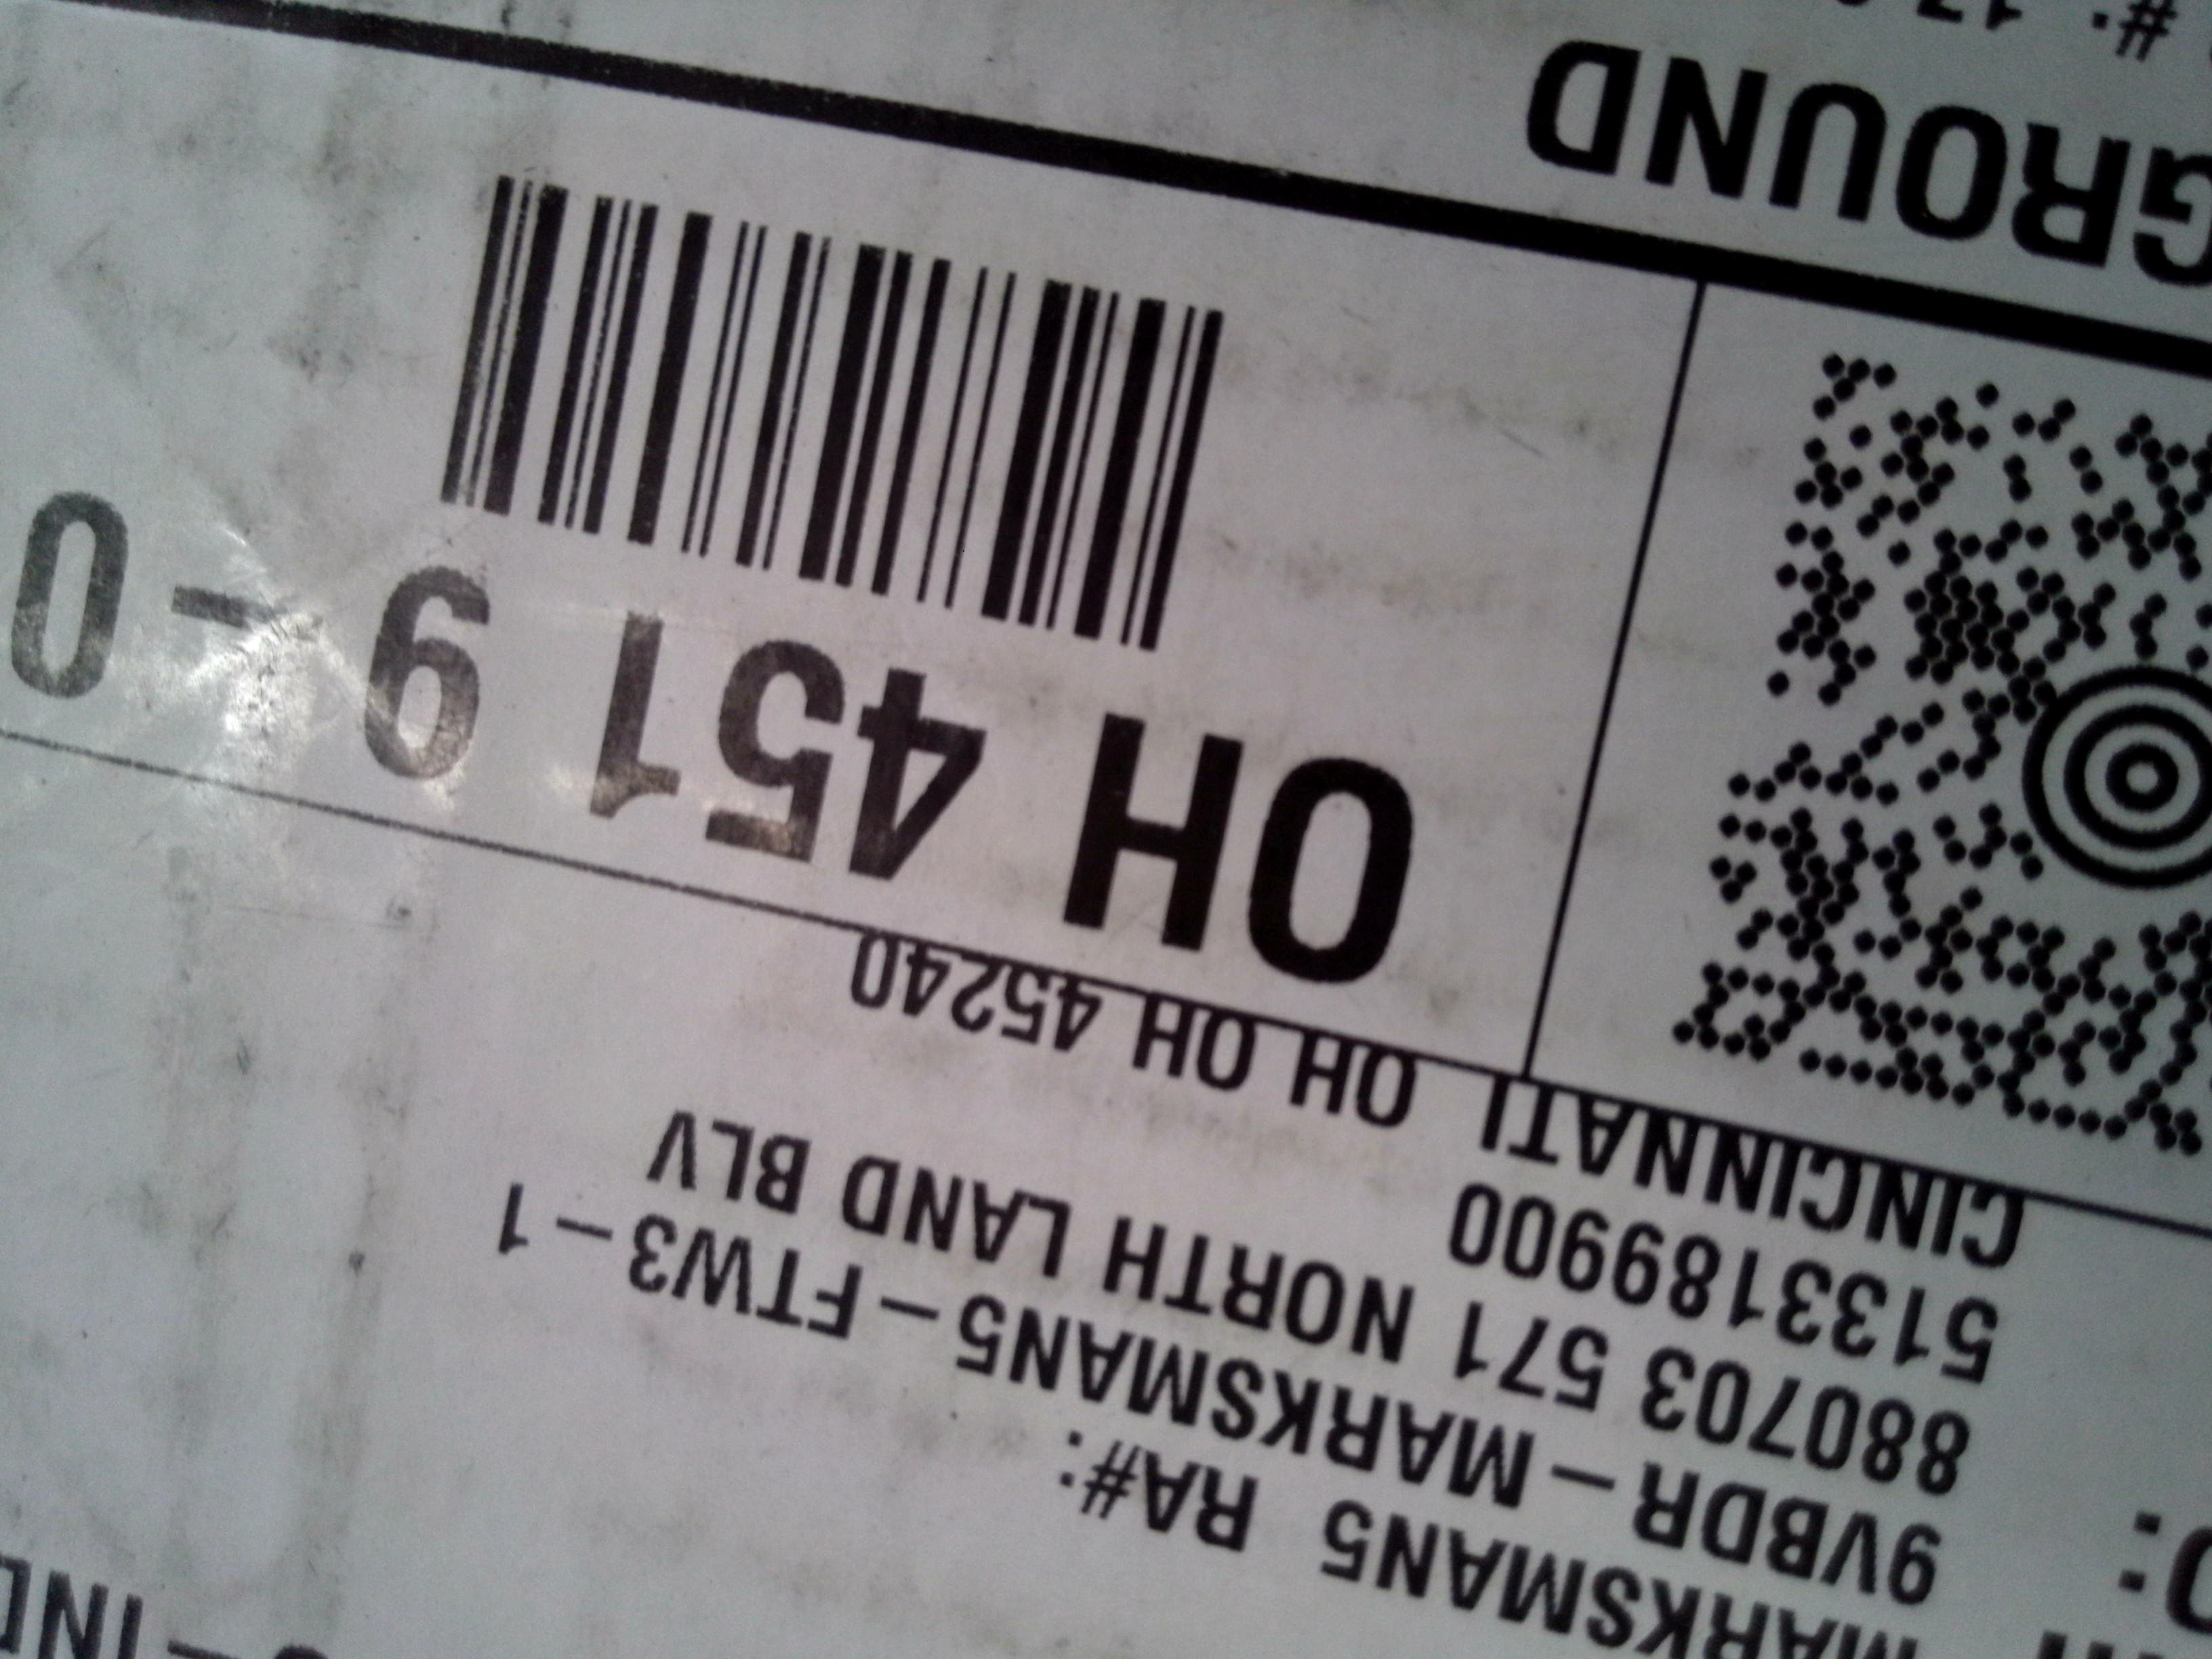 MARKSMAN5 RA#:
9VBDR – MARKSMAN5 – FTW3 – 1
880703 571 NORTH LAND BLV
5133189900
CINCINNATI OH OH 45240
OH 451 9 – 0
GROUND